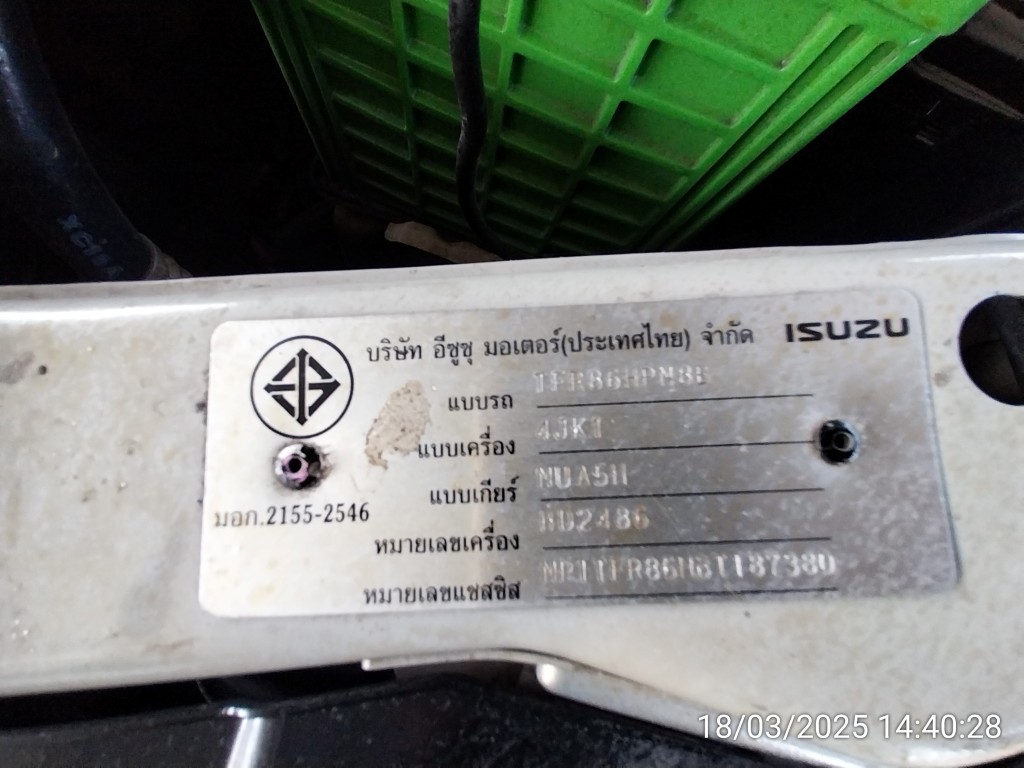 บริษัท อีซูซุ มอเตอร์(ประเทศไทย) จำกัด ISUZU
แบบรถ
แบบเครื่อง 4JK1
แบบเกียร์ MUA5H
มอก.2155-2546
หมายเลขเครื่อง
หมายเลขแชสซิส
18/03/2025 14:40:28